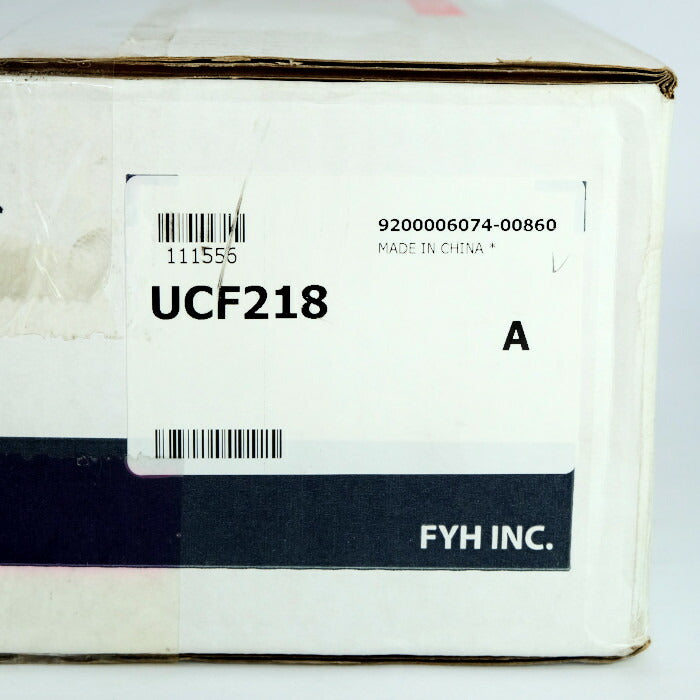 9200006074-00860
MADE IN CHINA *
111556
UCF218
A
FYH INC.